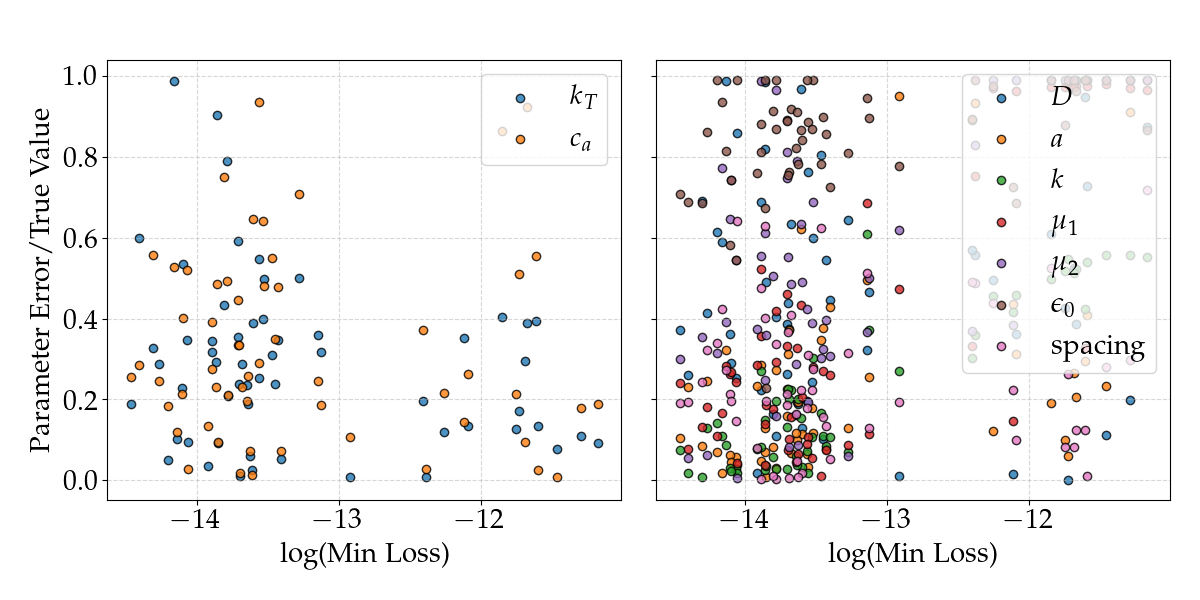 Parameter Error/True Value
1.0
0.8
0.6
0.4
0.2
0.0
−14
−13
−12
log(Min Loss)
k_T
c_a
−14
−13
−12
log(Min Loss)
D
a
k
μ_1
μ_2
ϵ_0
spacing